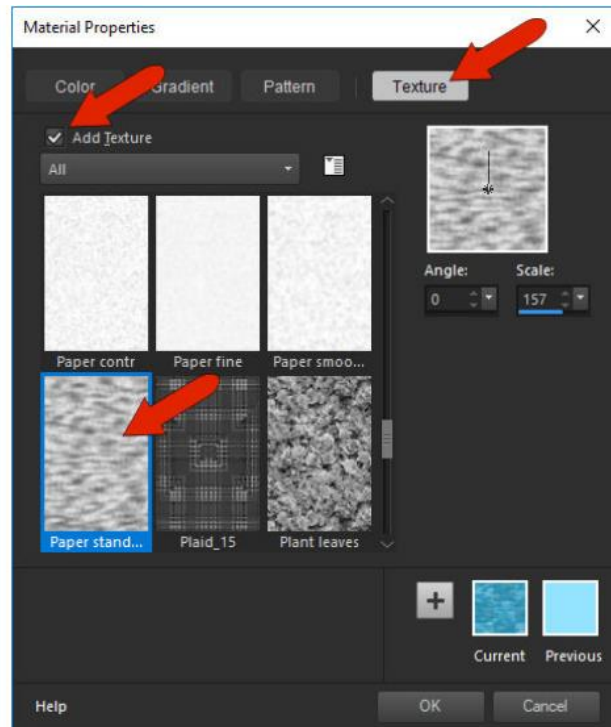 Material Properties
Color Gradient Pattern Texture
Add Texture
All
Angle: Scale:
0 157
Paper contr Paper fine Paper smoo...
Paper stand... Plaid_15 Plant leaves
Current Previous
Help OK Cancel